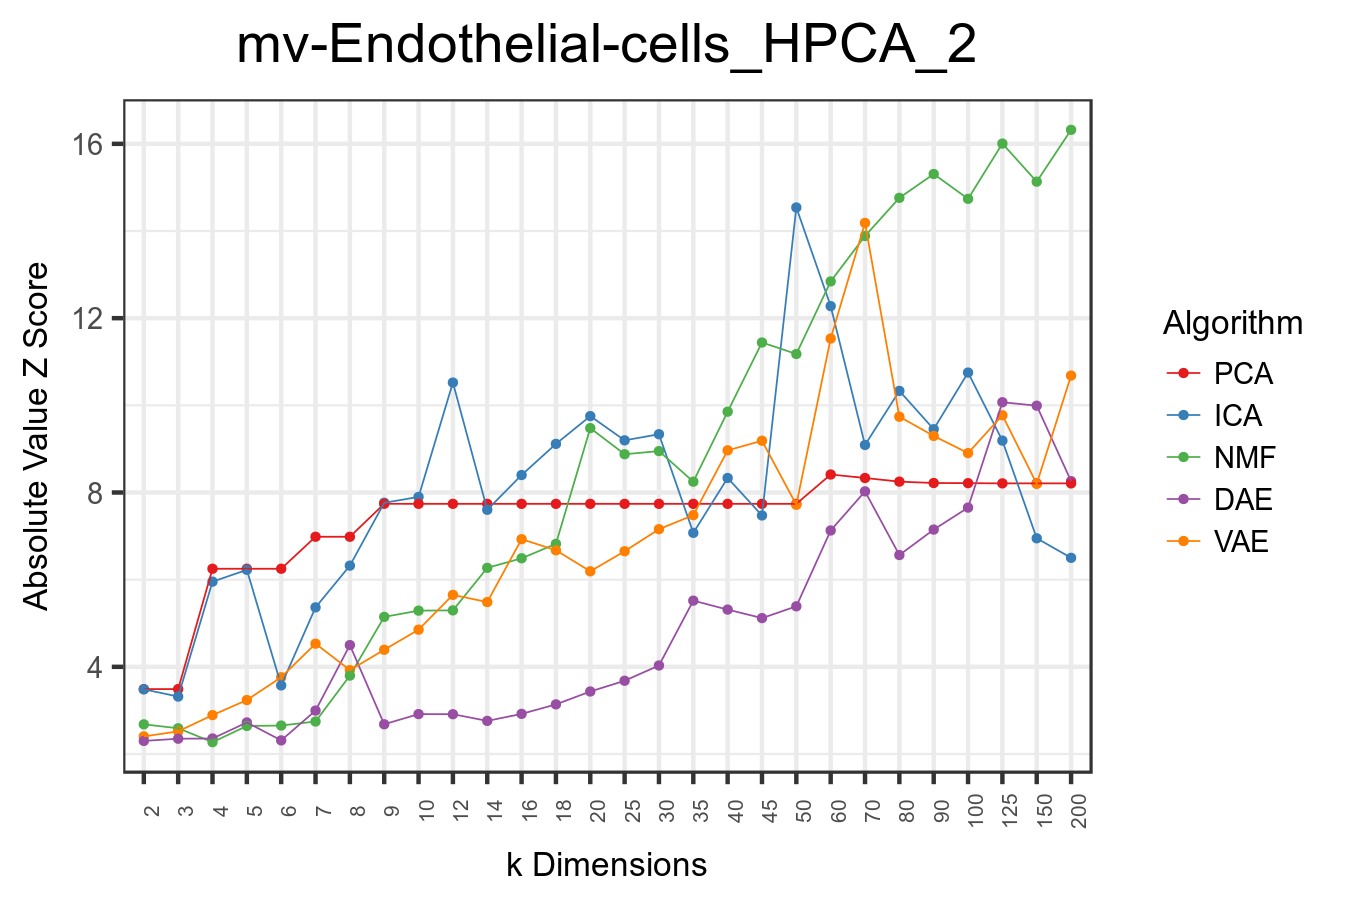 mv-Endothelial-cells_HPCA_2
Absolute Value Z Score
16
12
8
4
2 3 4 5 6 7 8 9 10 12 14 16 18 20 25 30 35 40 45 50 60 70 80 90 100 125 150 200
k Dimensions
Algorithm
PCA
ICA
NMF
DAE
VAE